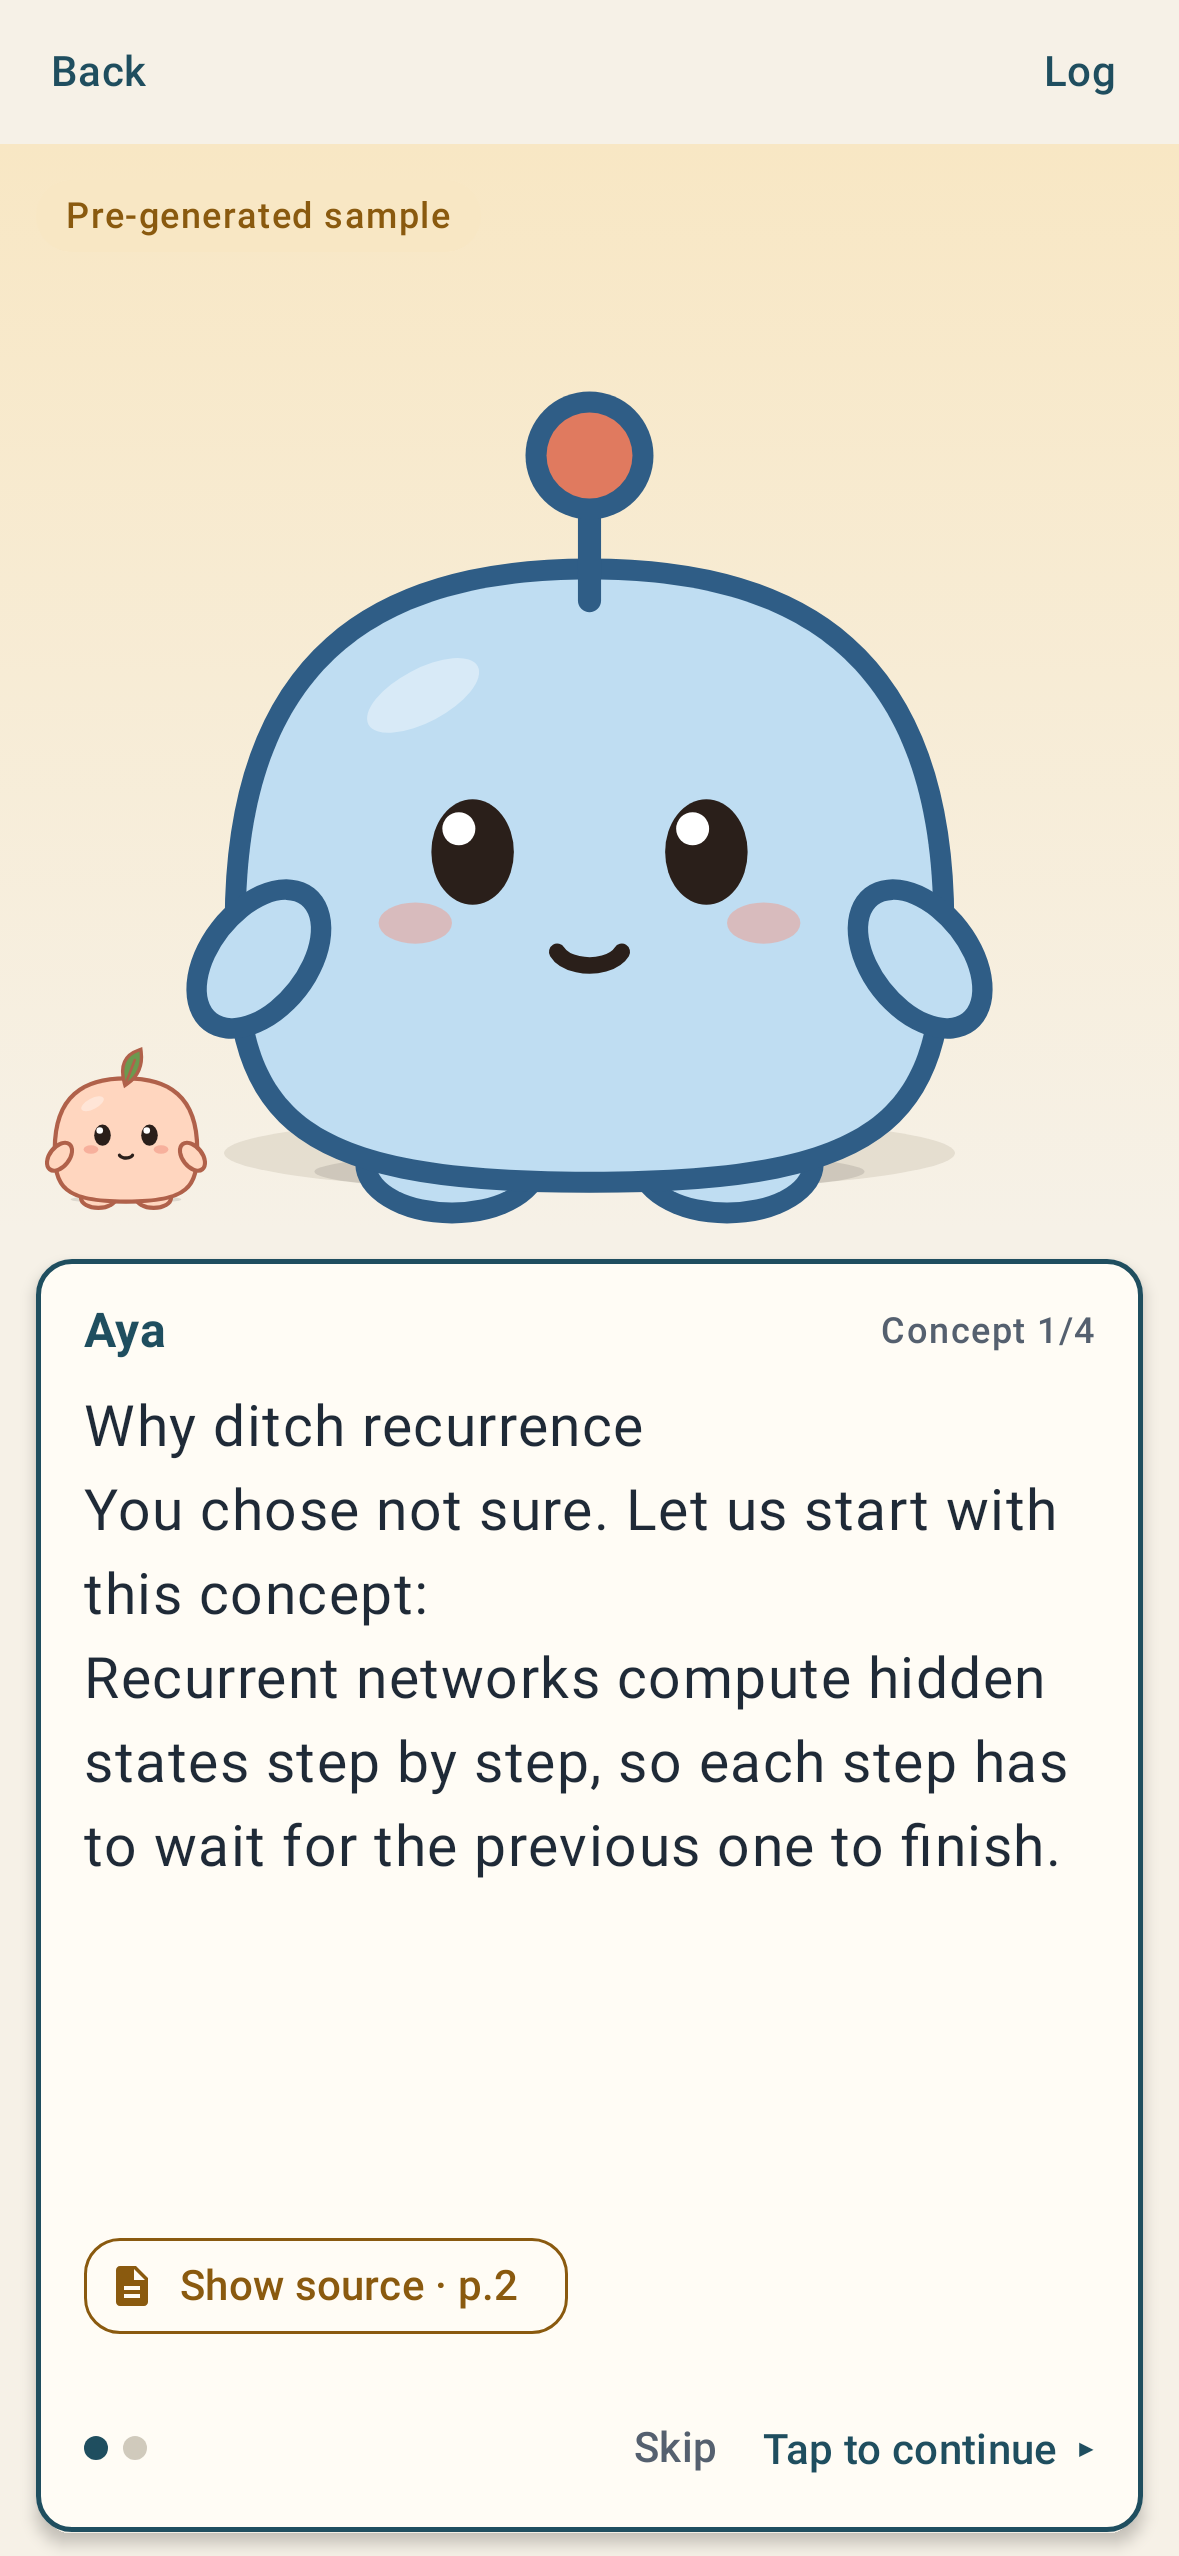 Back
Log
Pre-generated sample
Aya
Concept 1/4
Why ditch recurrence
You chose not sure. Let us start with
this concept:
Recurrent networks compute hidden
states step by step, so each step has
to wait for the previous one to finish.
Show source · p.2
Skip
Tap to continue ▸